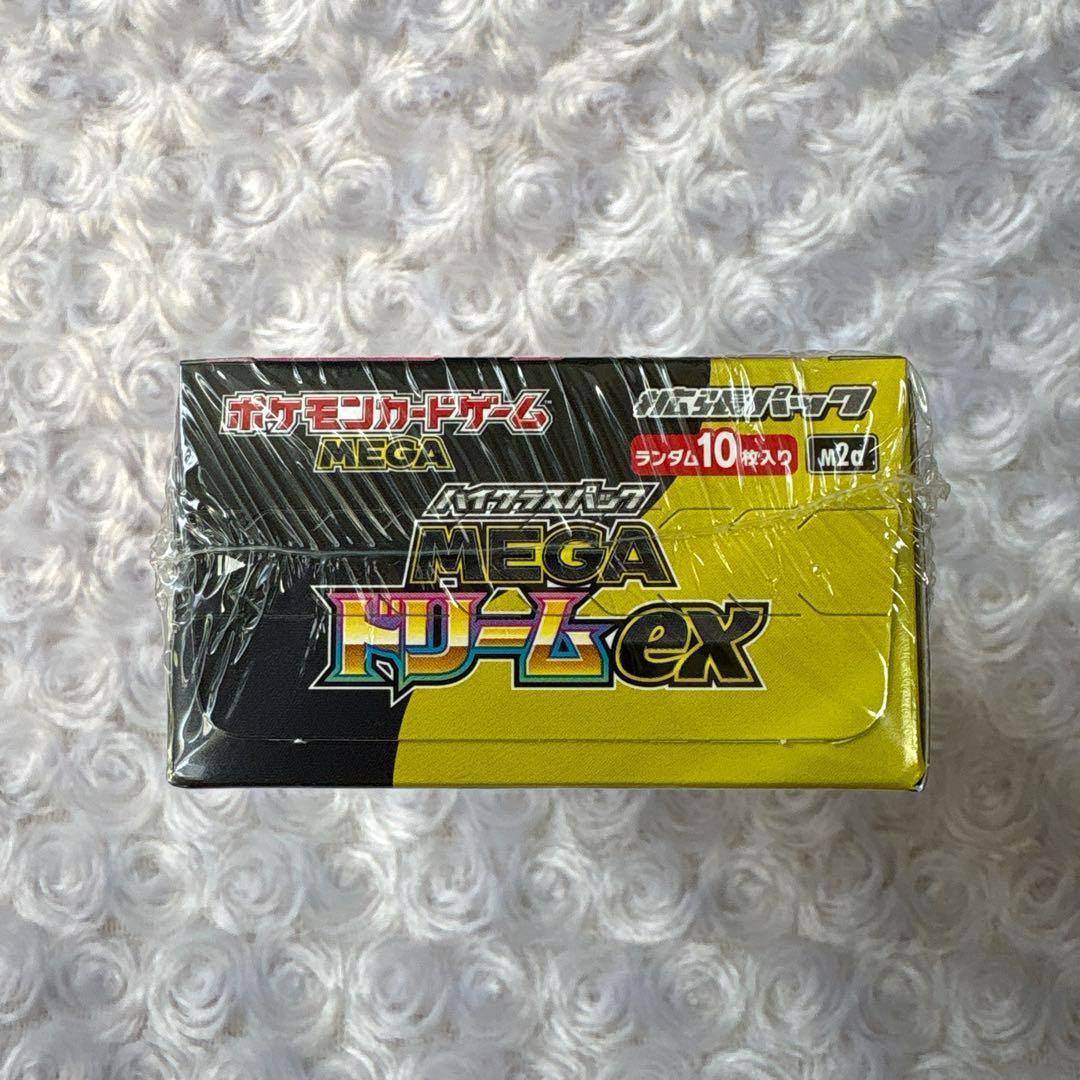 ポケモンカードゲーム
MEGA
拡張パック
ランダム10枚入り
M2a
ハイクラスパック
MEGA
ドリームex